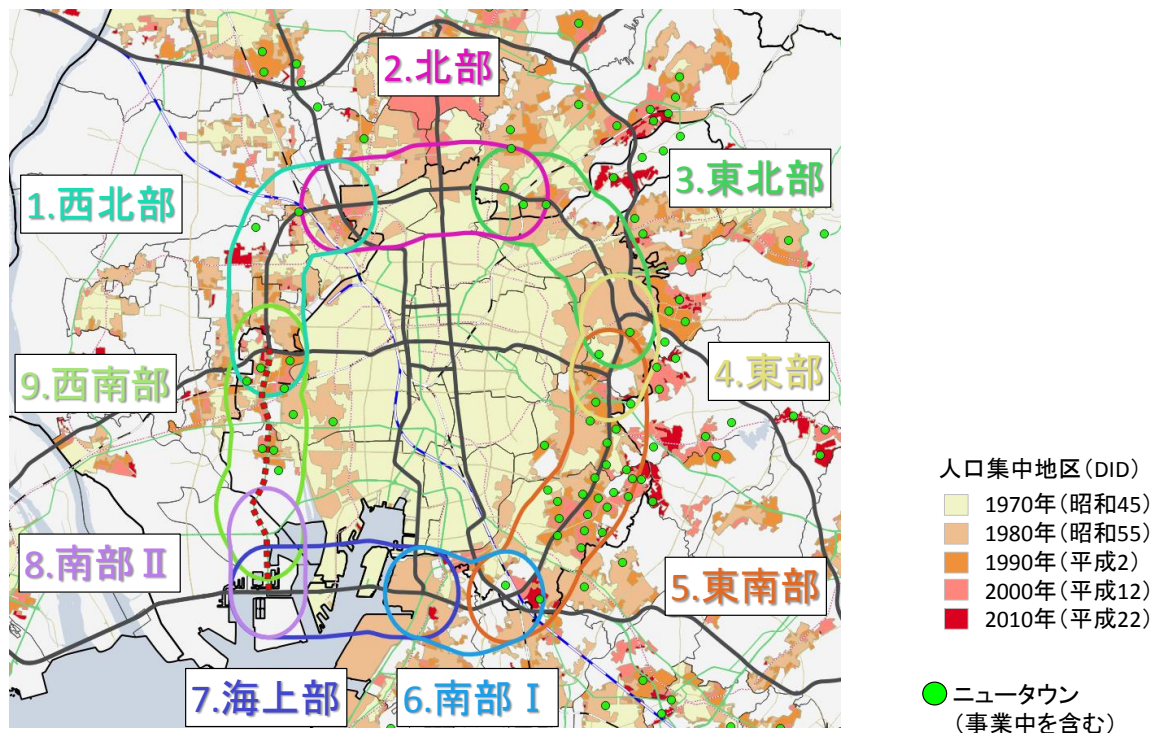 2.北部
1.西北部
3.東北部
9.西南部
4.東部
8.南部Ⅱ
5.東南部
7.海上部
6.南部Ⅰ
人口集中地区(DID)
1970年(昭和45)
1980年(昭和55)
1990年(平成2)
2000年(平成12)
2010年(平成22)
ニュータウン
(事業中を含む)